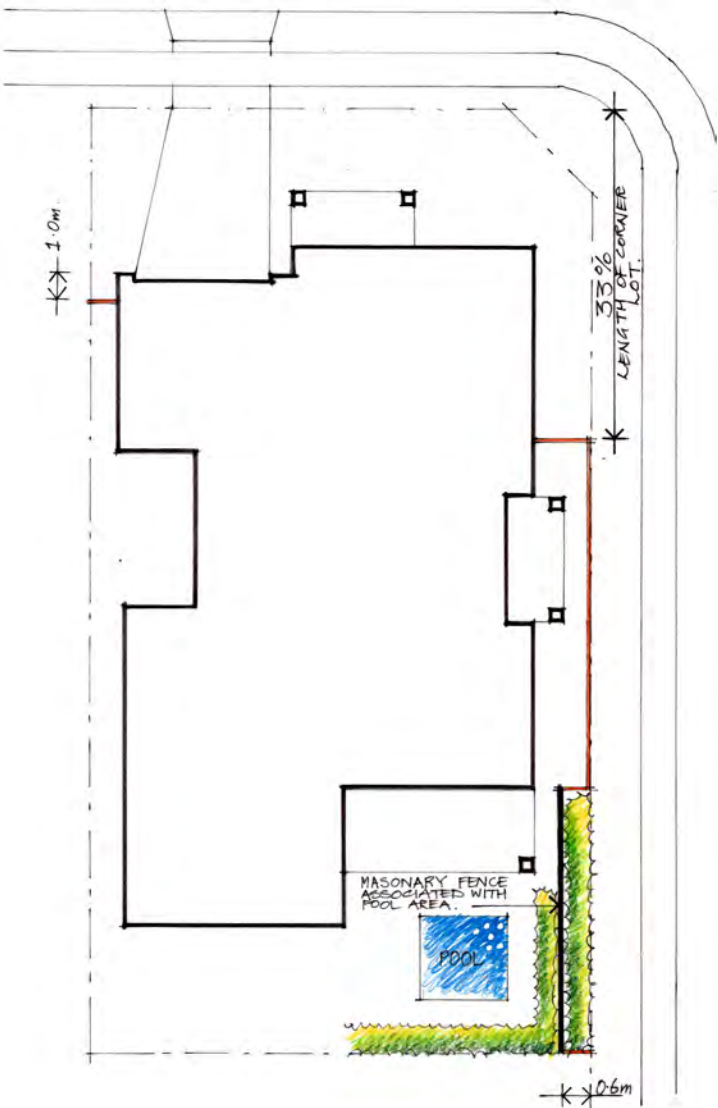 1.0m.
33%
LENGTH OF CORNER
LOT.
MASONARY FENCE
ASSOCIATED WITH
POOL AREA.
POOL
0.6m